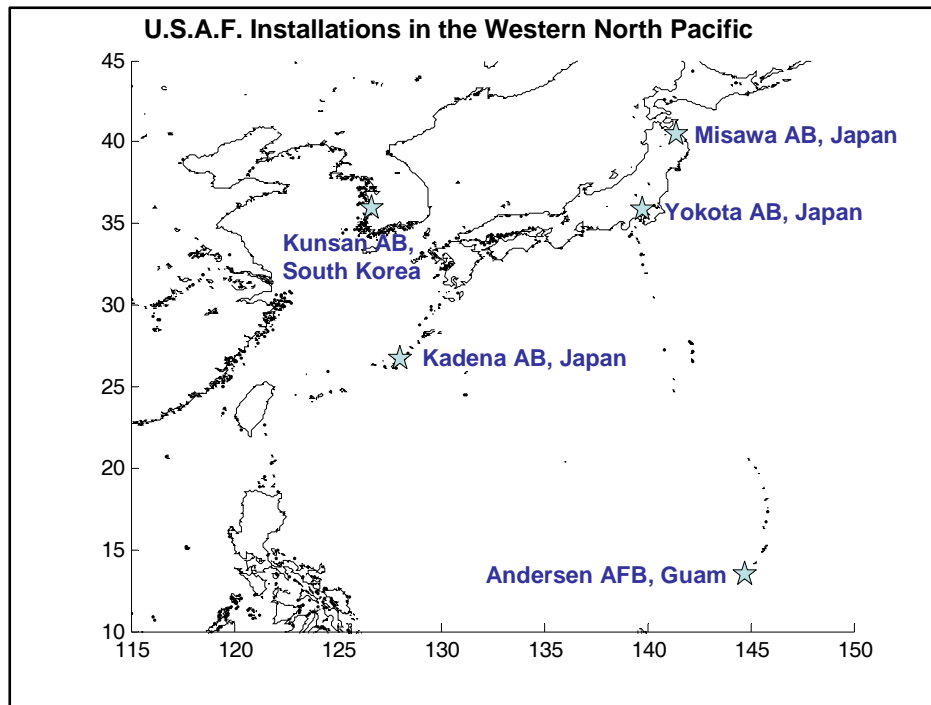 U.S.A.F. Installations in the Western North Pacific
45
40
35
30
25
20
15
10
Misawa AB, Japan
Yokota AB, Japan
Kunsan AB,
South Korea
Kadena AB, Japan
Andersen AFB, Guam
115 120 125 130 135 140 145 150